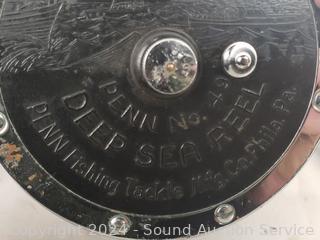 PENN No. 49
DEEP SEA REEL
PENN Fishing Tackle Mfg. Co. Phila. Pa.
Copyright 2024 - Sound Auction Service